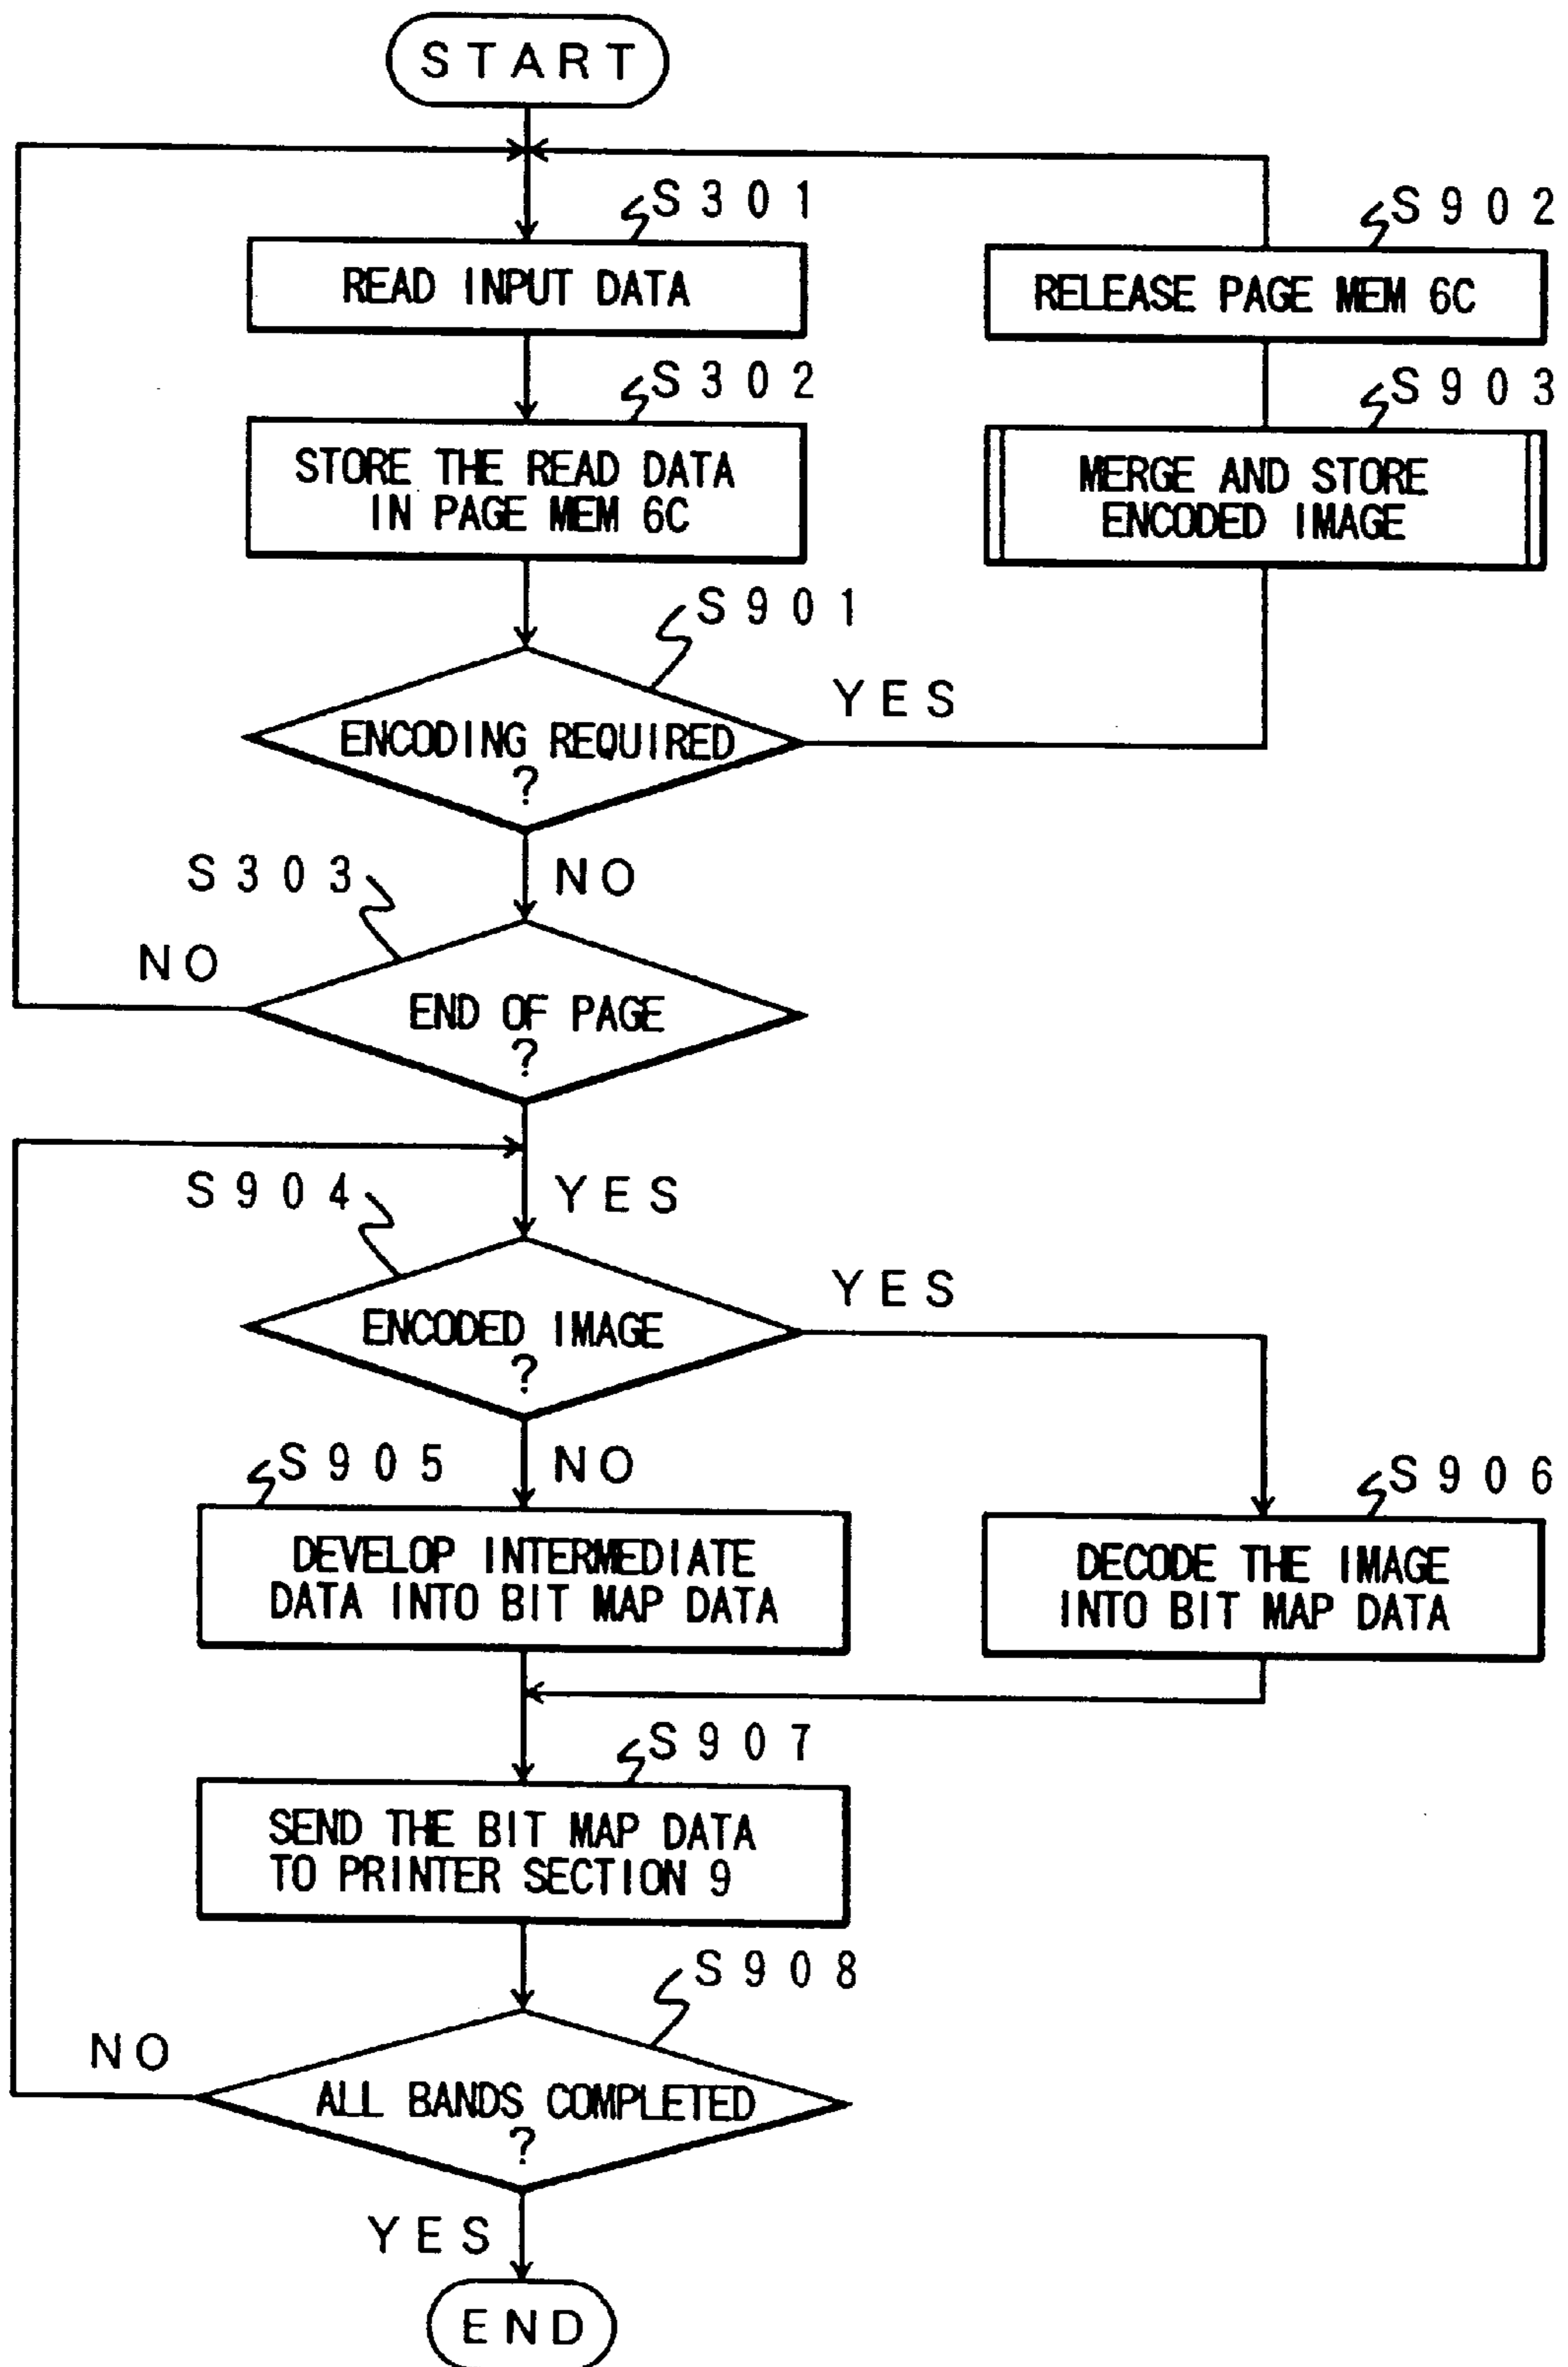 START
S301
READ INPUT DATA
S902
RELEASE PAGE MEM 6C
S302
STORE THE READ DATA
IN PAGE MEM 6C
S903
MERGE AND STORE
ENCODED IMAGE
S901
ENCODING REQUIRED
?
YES
NO
S303
END OF PAGE
?
NO
YES
S904
ENCODED IMAGE
?
YES
NO
S905
DEVELOP INTERMEDIATE
DATA INTO BIT MAP DATA
S906
DECODE THE IMAGE
INTO BIT MAP DATA
S907
SEND THE BIT MAP DATA
TO PRINTER SECTION 9
S908
ALL BANDS COMPLETED
?
NO
YES
END